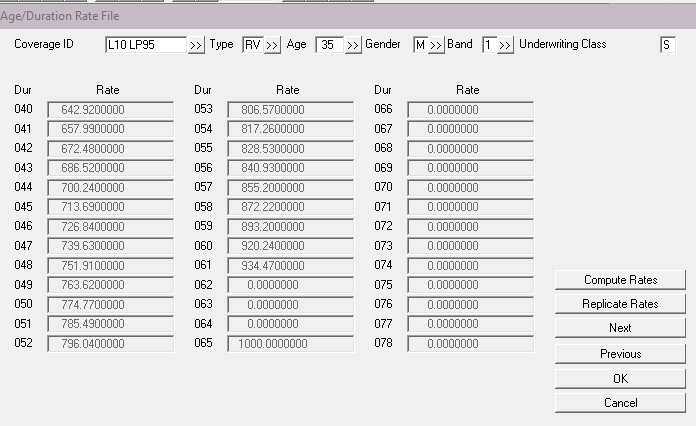 Age/Duration Rate File
Coverage ID L10 LP95 >> Type RV >> Age 35 >> Gender M >> Band 1 >> Underwriting Class S
Dur Rate Dur Rate Dur Rate
040 642.9200000 053 806.5700000 066 0.0000000
041 657.9900000 054 817.2600000 067 0.0000000
042 672.4800000 055 828.5300000 068 0.0000000
043 686.5200000 056 840.9300000 069 0.0000000
044 700.2400000 057 855.2000000 070 0.0000000
045 713.6900000 058 872.2200000 071 0.0000000
046 726.8400000 059 893.2000000 072 0.0000000
047 739.6300000 060 920.2400000 073 0.0000000
048 751.9100000 061 934.4700000 074 0.0000000
049 763.6200000 062 0.0000000 075 0.0000000
050 774.7700000 063 0.0000000 076 0.0000000
051 785.4900000 064 0.0000000 077 0.0000000
052 796.0400000 065 1000.0000000 078 0.0000000
Compute Rates
Replicate Rates
Next
Previous
OK
Cancel